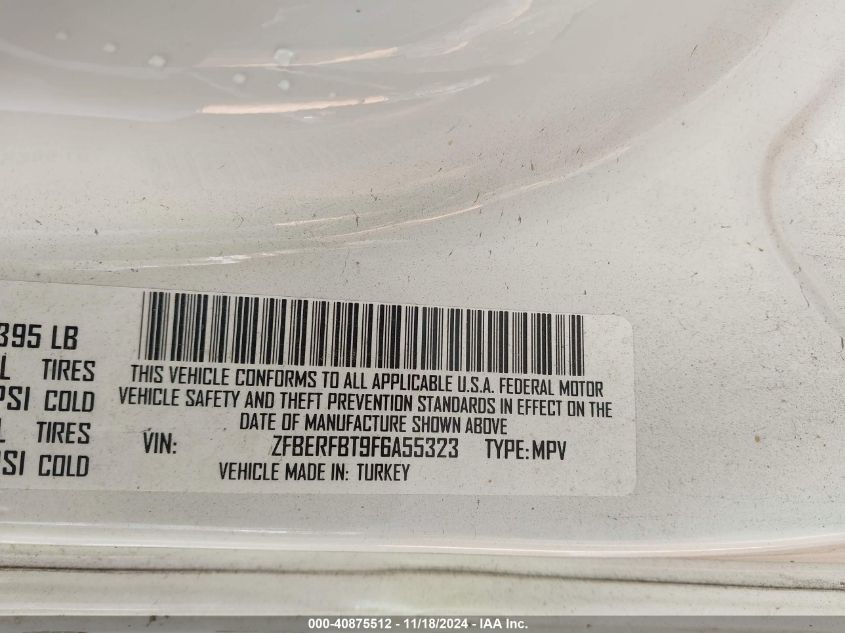 395 LB
L TIRES
PSI COLD
L TIRES
SI COLD
THIS VEHICLE CONFORMS TO ALL APPLICABLE U.S.A. FEDERAL MOTOR
VEHICLE SAFETY AND THEFT PREVENTION STANDARDS IN EFFECT ON THE
DATE OF MANUFACTURE SHOWN ABOVE
VIN: ZFBERFBT9F6A55323 TYPE: MPV
VEHICLE MADE IN: TURKEY
000-40875512 - 11/18/2024 - IAA Inc.